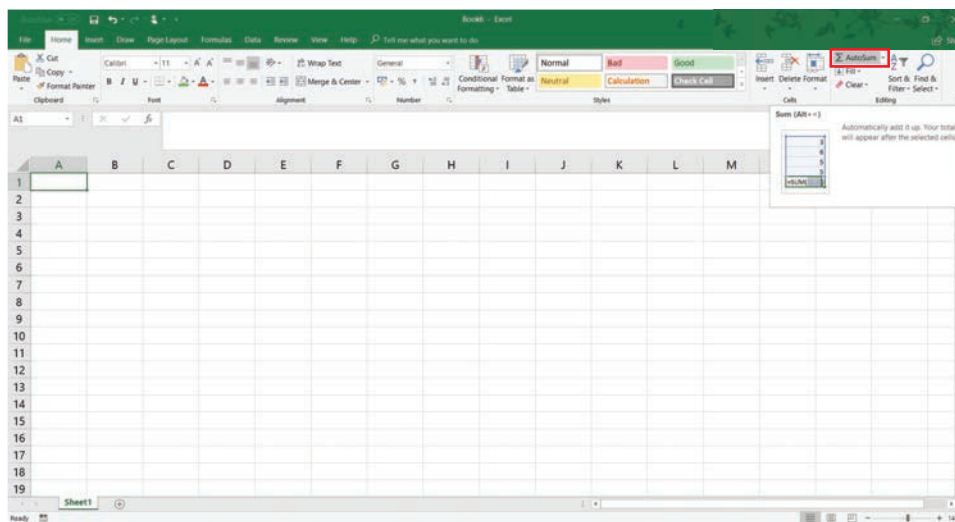 Book6 - Excel
File Home Insert Draw Page Layout Formulas Data Review View Help Tell me what you want to do
Cut
Copy
Format Painter
Paste
Clipboard
Calibri 11 A A
B I U A
Font
Wrap Text
Merge & Center
Alignment
General
%
Number
Conditional Formatting
Format as Table
Normal Bad Good
Neutral Calculation Check Cell
Styles
Insert Delete Format
Cells
Σ AutoSum
Fill
Clear
Sort & Filter
Find & Select
Editing
A1 fx
Sum (Alt+=)
Automatically add it up. Your total
will appear after the selected cells
=SUM(
A B C D E F G H I J K L M
1
2
3
4
5
6
7
8
9
10
11
12
13
14
15
16
17
18
19
Sheet1
Ready